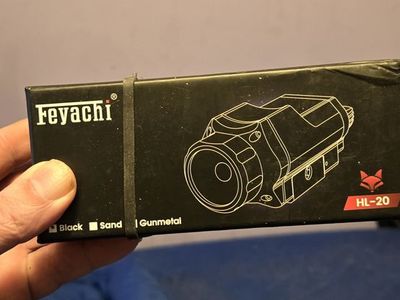 Feyachi®
HL-20
Black Sand Gunmetal